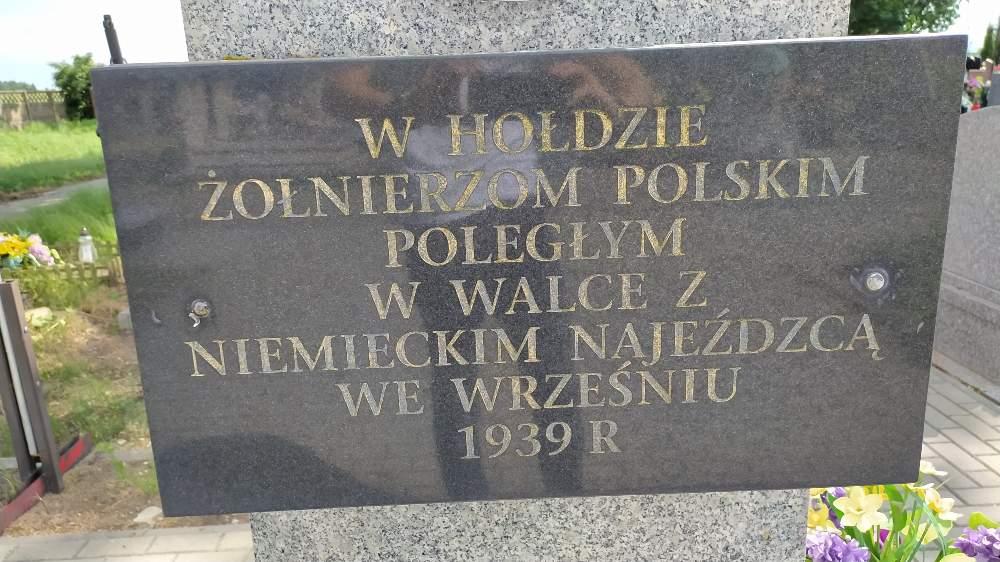 W HOŁDZIE
ŻOŁNIERZOM POLSKIM
POLEGŁYM
W WALCE Z
NIEMIECKIM NAJEŹDZCĄ
WE WRZEŚNIU
1939 R